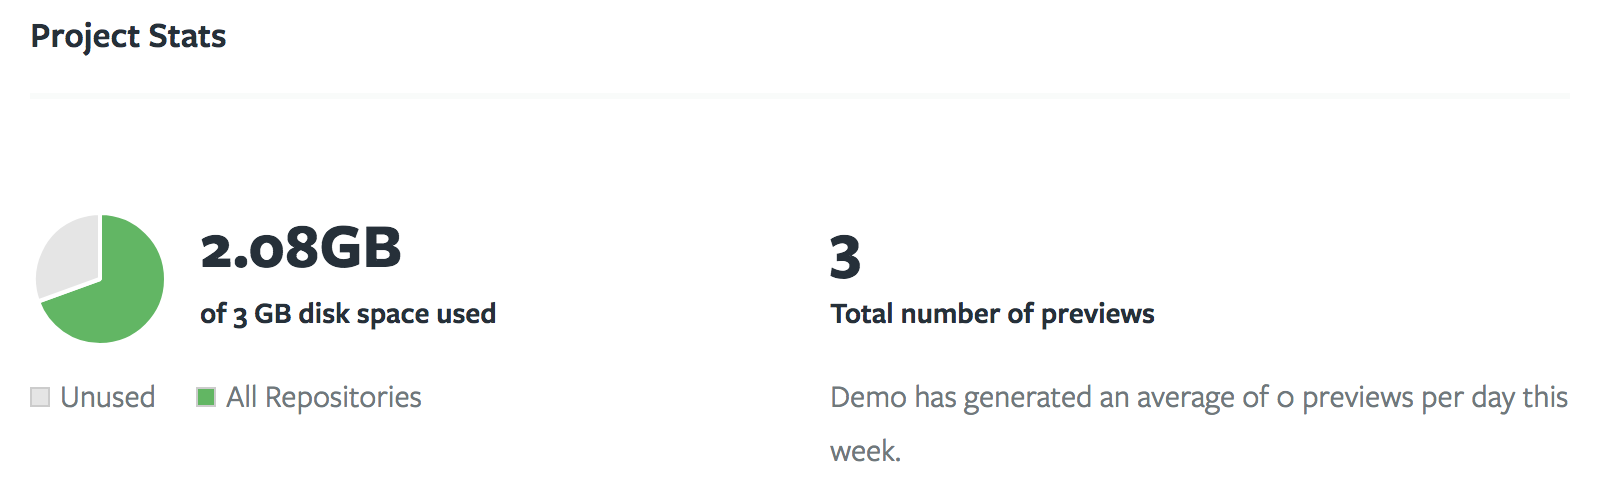 Project Stats
2.08GB
of 3 GB disk space used
Unused
All Repositories
3
Total number of previews
Demo has generated an average of 0 previews per day this
week.